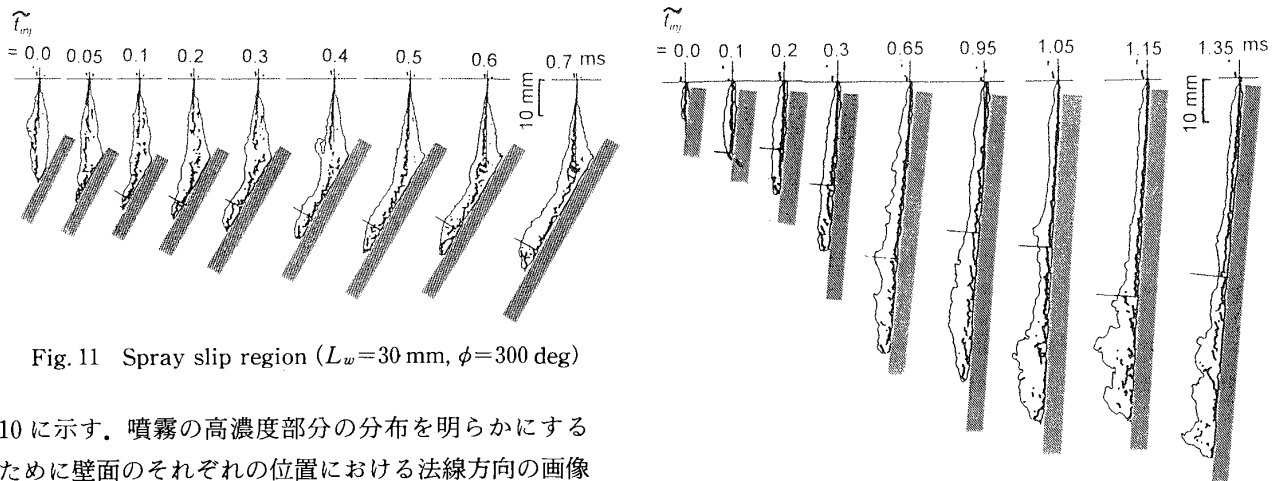 t̃inj
= 0.0 0.05 0.1 0.2 0.3 0.4 0.5 0.6 0.7 ms
10 mm
Fig. 11 Spray slip region (Lw=30 mm, φ=300 deg)
10 に示す．噴霧の高濃度部分の分布を明らかにする
ために壁面のそれぞれの位置における法線方向の画像
t̃inj
= 0.0 0.1 0.2 0.3 0.65 0.95 1.05 1.15 1.35 ms
10 mm